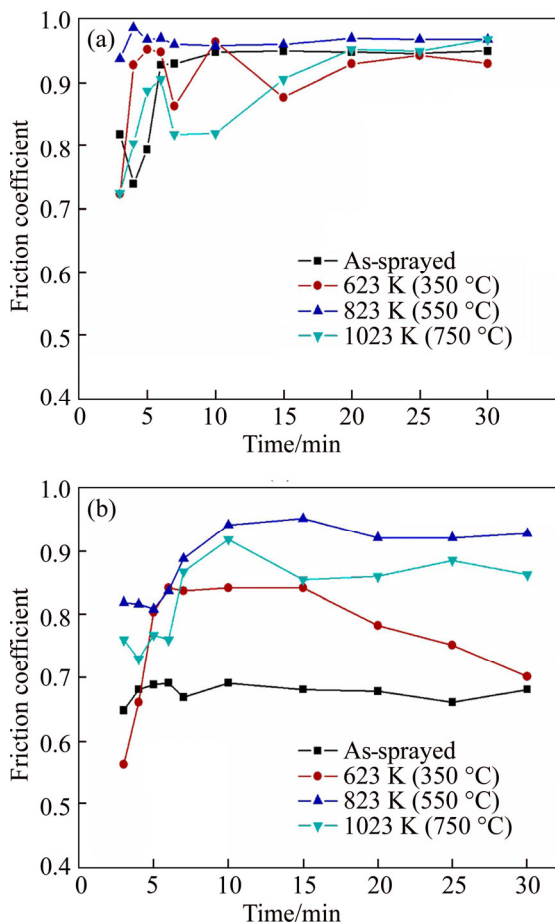 (a)
1.0
0.9
0.8
0.7
0.6
0.5
0.4
Friction coefficient
As-sprayed
623 K (350 °C)
823 K (550 °C)
1023 K (750 °C)
0 5 10 15 20 25 30
Time/min
(b)
1.0
0.9
0.8
0.7
0.6
0.5
0.4
Friction coefficient
As-sprayed
623 K (350 °C)
823 K (550 °C)
1023 K (750 °C)
0 5 10 15 20 25 30
Time/min